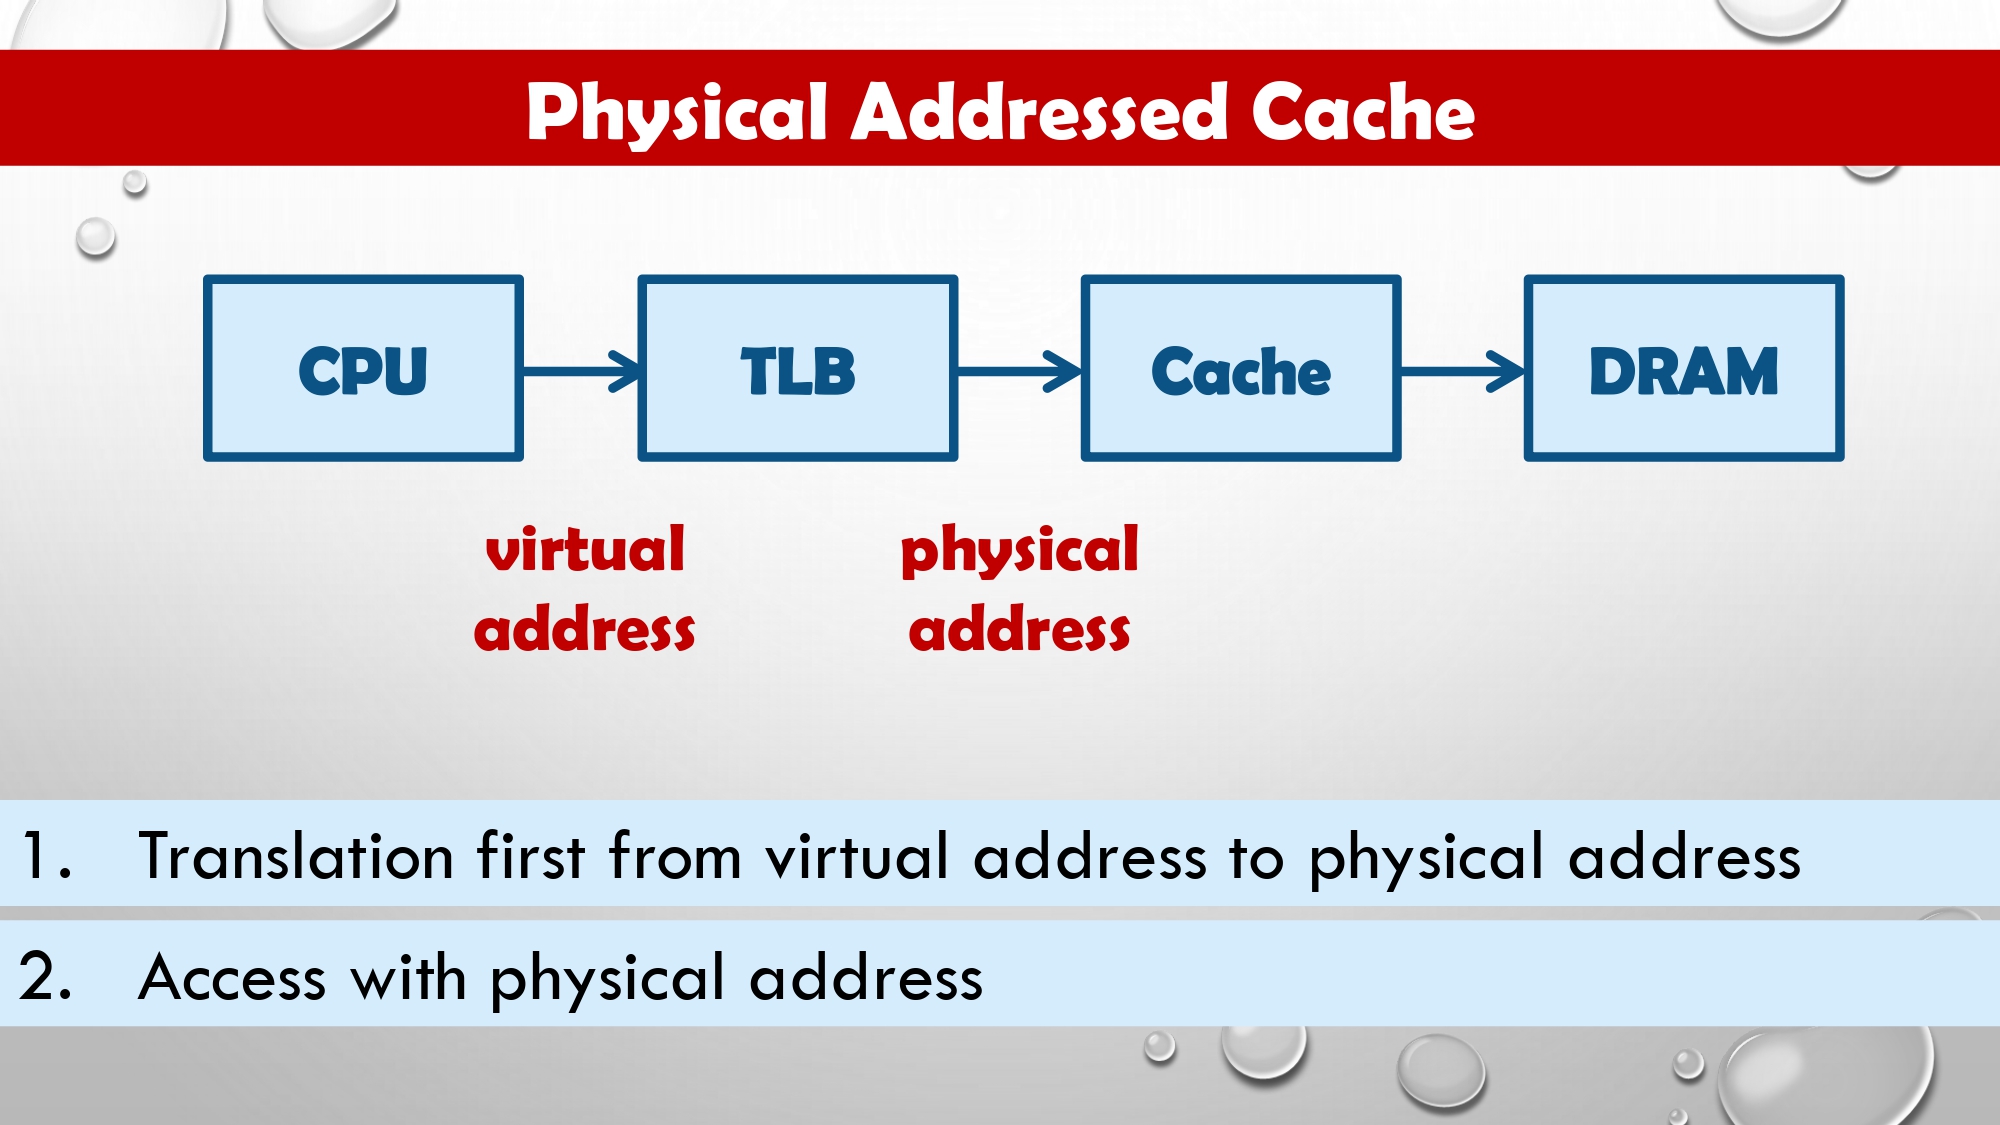 Physical Addressed Cache
CPU
TLB
Cache
DRAM
virtual
address
physical
address
1. Translation first from virtual address to physical address
2. Access with physical address